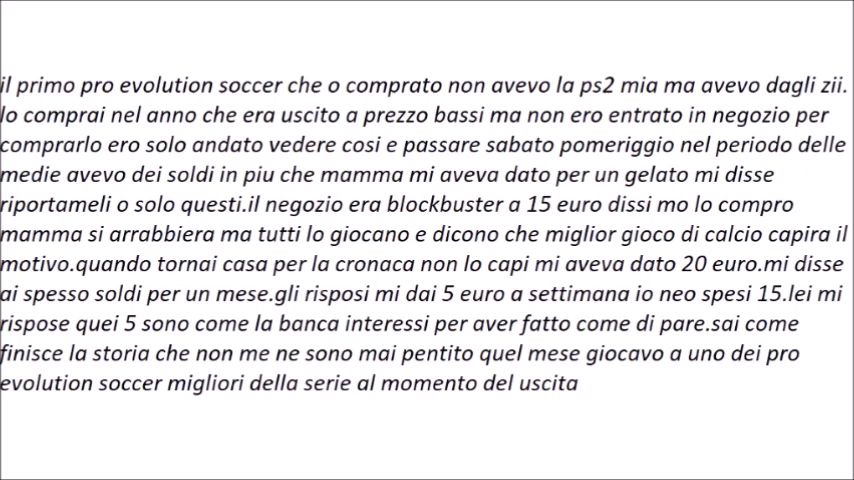 il primo pro evolution soccer che o comprato non avevo la ps2 mia ma avevo dagli zii.
lo comprai nel anno che era uscito a prezzo bassi ma non ero entrato in negozio per
comprarlo ero solo andato vedere cosi e passare sabato pomeriggio nel periodo delle
medie avevo dei soldi in piu che mamma mi aveva dato per un gelato mi disse
riportameli o solo questi.il negozio era blockbuster a 15 euro dissi mo lo compro
mamma si arrabbiera ma tutti lo giocano e dicono che miglior gioco di calcio capira il
motivo.quando tornai casa per la cronaca non lo capi mi aveva dato 20 euro.mi disse
ai spesso soldi per un mese.gli risposi mi dai 5 euro a settimana io neo spesi 15.lei mi
rispose quei 5 sono come la banca interessi per aver fatto come di pare.sai come
finisce la storia che non me ne sono mai pentito quel mese giocavo a uno dei pro
evolution soccer migliori della serie al momento del uscita